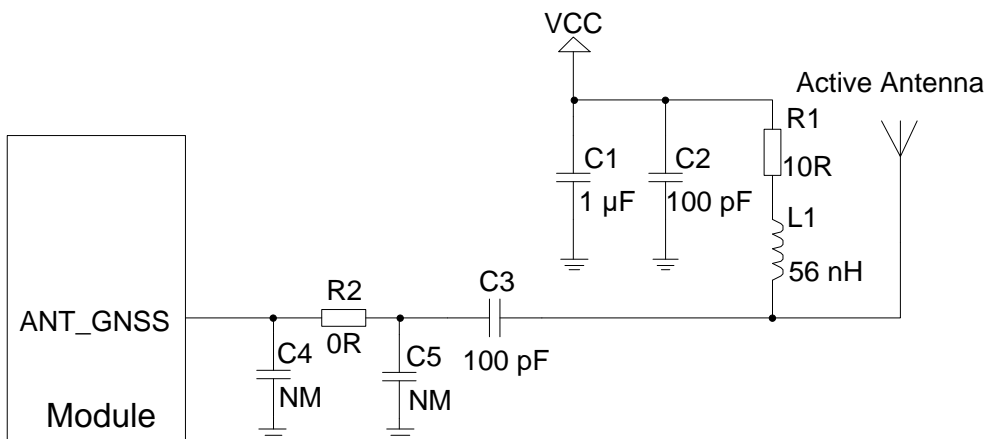 VCC
Active Antenna
R1
10R
C1
1 µF
C2
100 pF
L1
56 nH
C3
100 pF
R2
0R
ANT_GNSS
C4
NM
C5
NM
Module